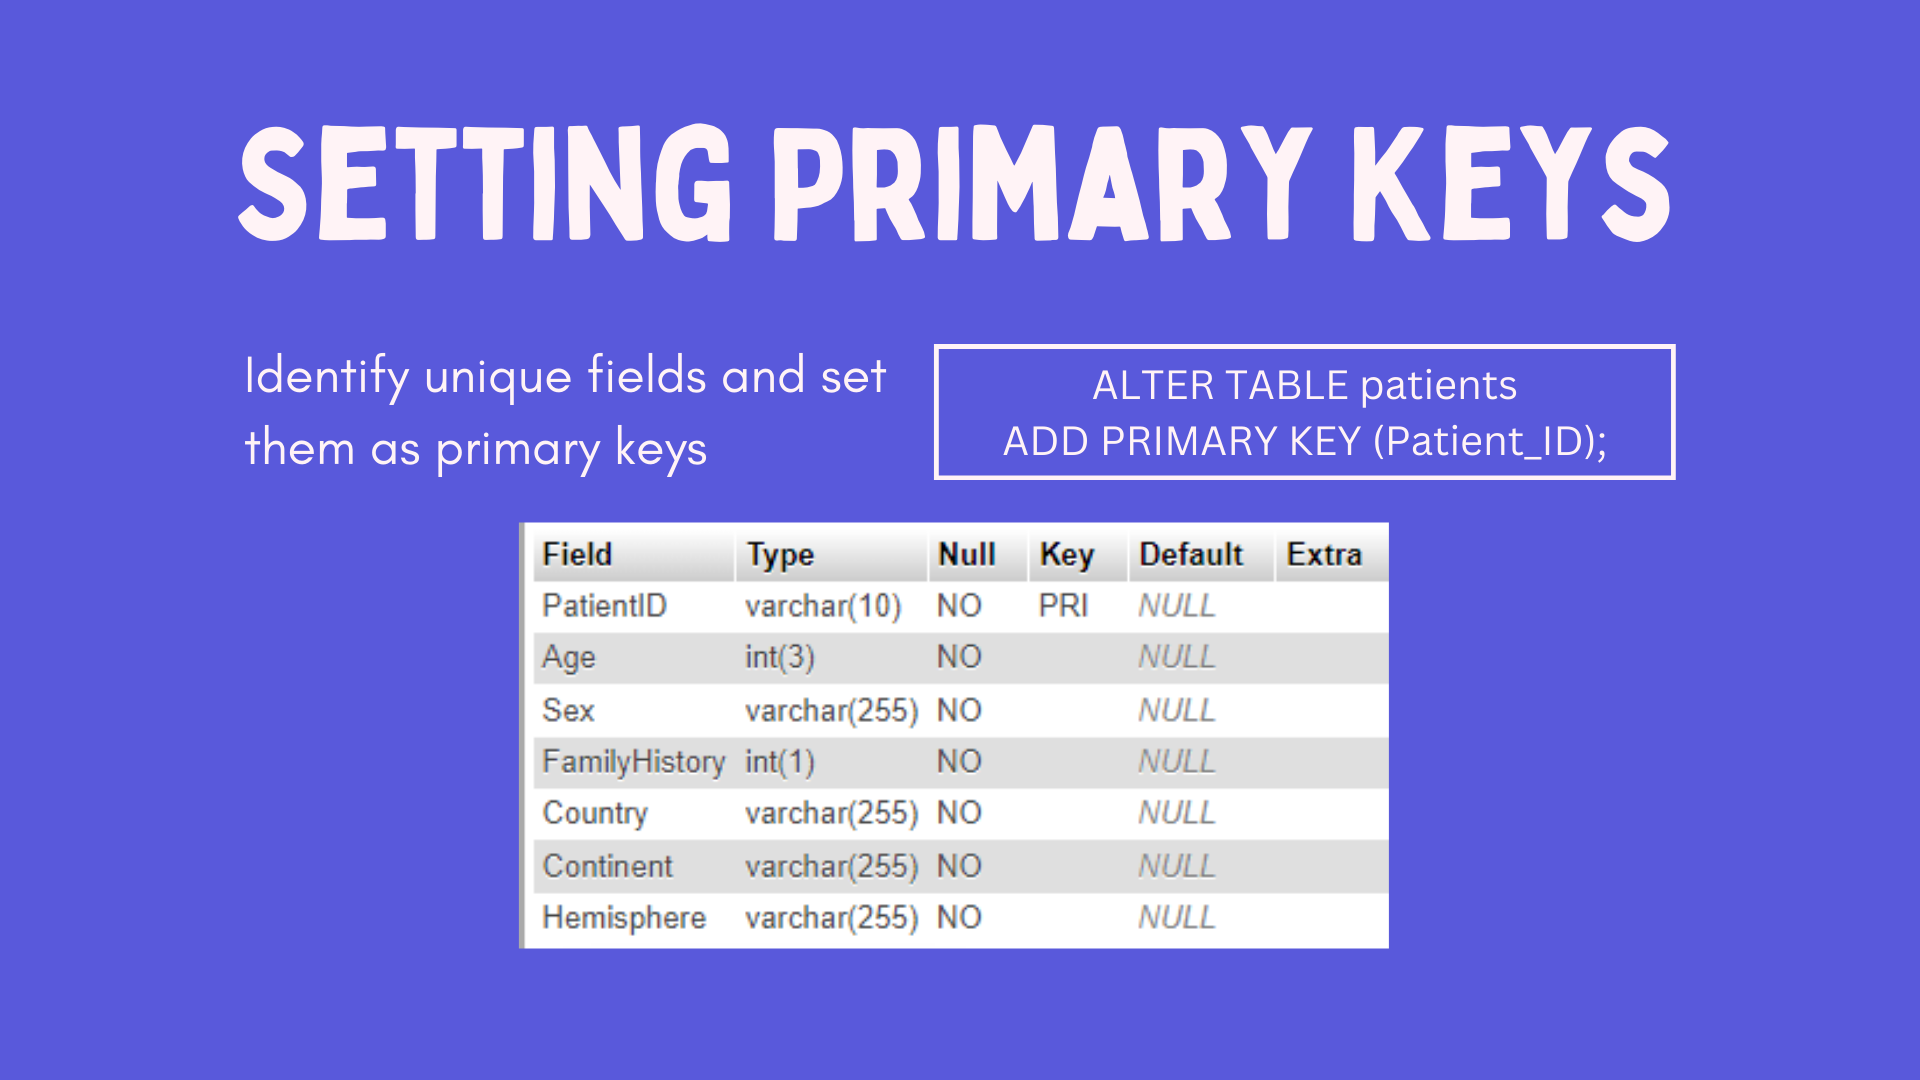 SETTING PRIMARY KEYS
Identify unique fields and set
them as primary keys
ALTER TABLE patients
ADD PRIMARY KEY (Patient_ID);
Field Type Null Key Default Extra
PatientID varchar(10) NO PRI NULL
Age int(3) NO NULL
Sex varchar(255) NO NULL
FamilyHistory int(1) NO NULL
Country varchar(255) NO NULL
Continent varchar(255) NO NULL
Hemisphere varchar(255) NO NULL